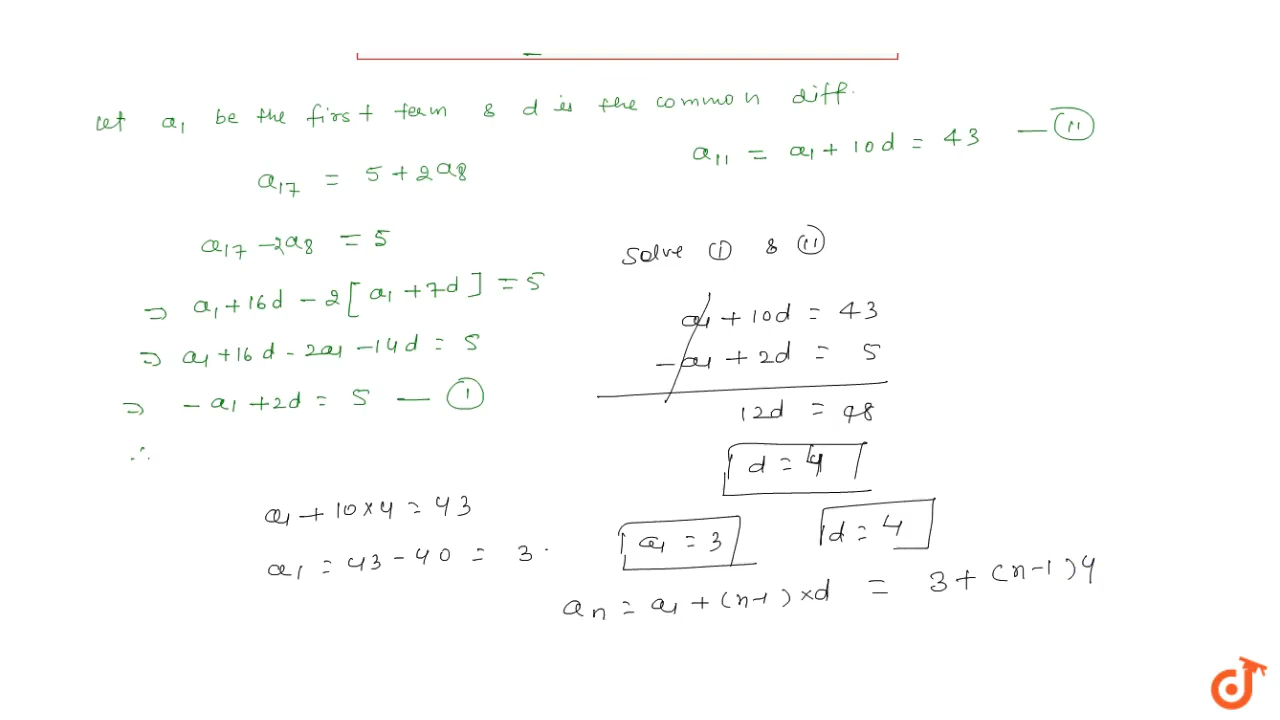 Let a₁ be the first term & d is the common diff.
a₁₇ = 5 + 2a₈
a₁₇ - 2a₈ = 5
⇒ a₁ + 16d - 2[a₁ + 7d] = 5
⇒ a₁ + 16d - 2a₁ - 14d = 5
⇒ -a₁ + 2d = 5 — (I)
∴
a₁₁ = a₁ + 10d = 43 — (II)
Solve (I) & (II)
a₁ + 10d = 43
-a₁ + 2d = 5
12d = 48
d = 4
a₁ + 10×4 = 43
a₁ = 43 - 40 = 3.
a₁ = 3 d = 4
aₙ = a₁ + (n-1)×d = 3 + (n-1)4